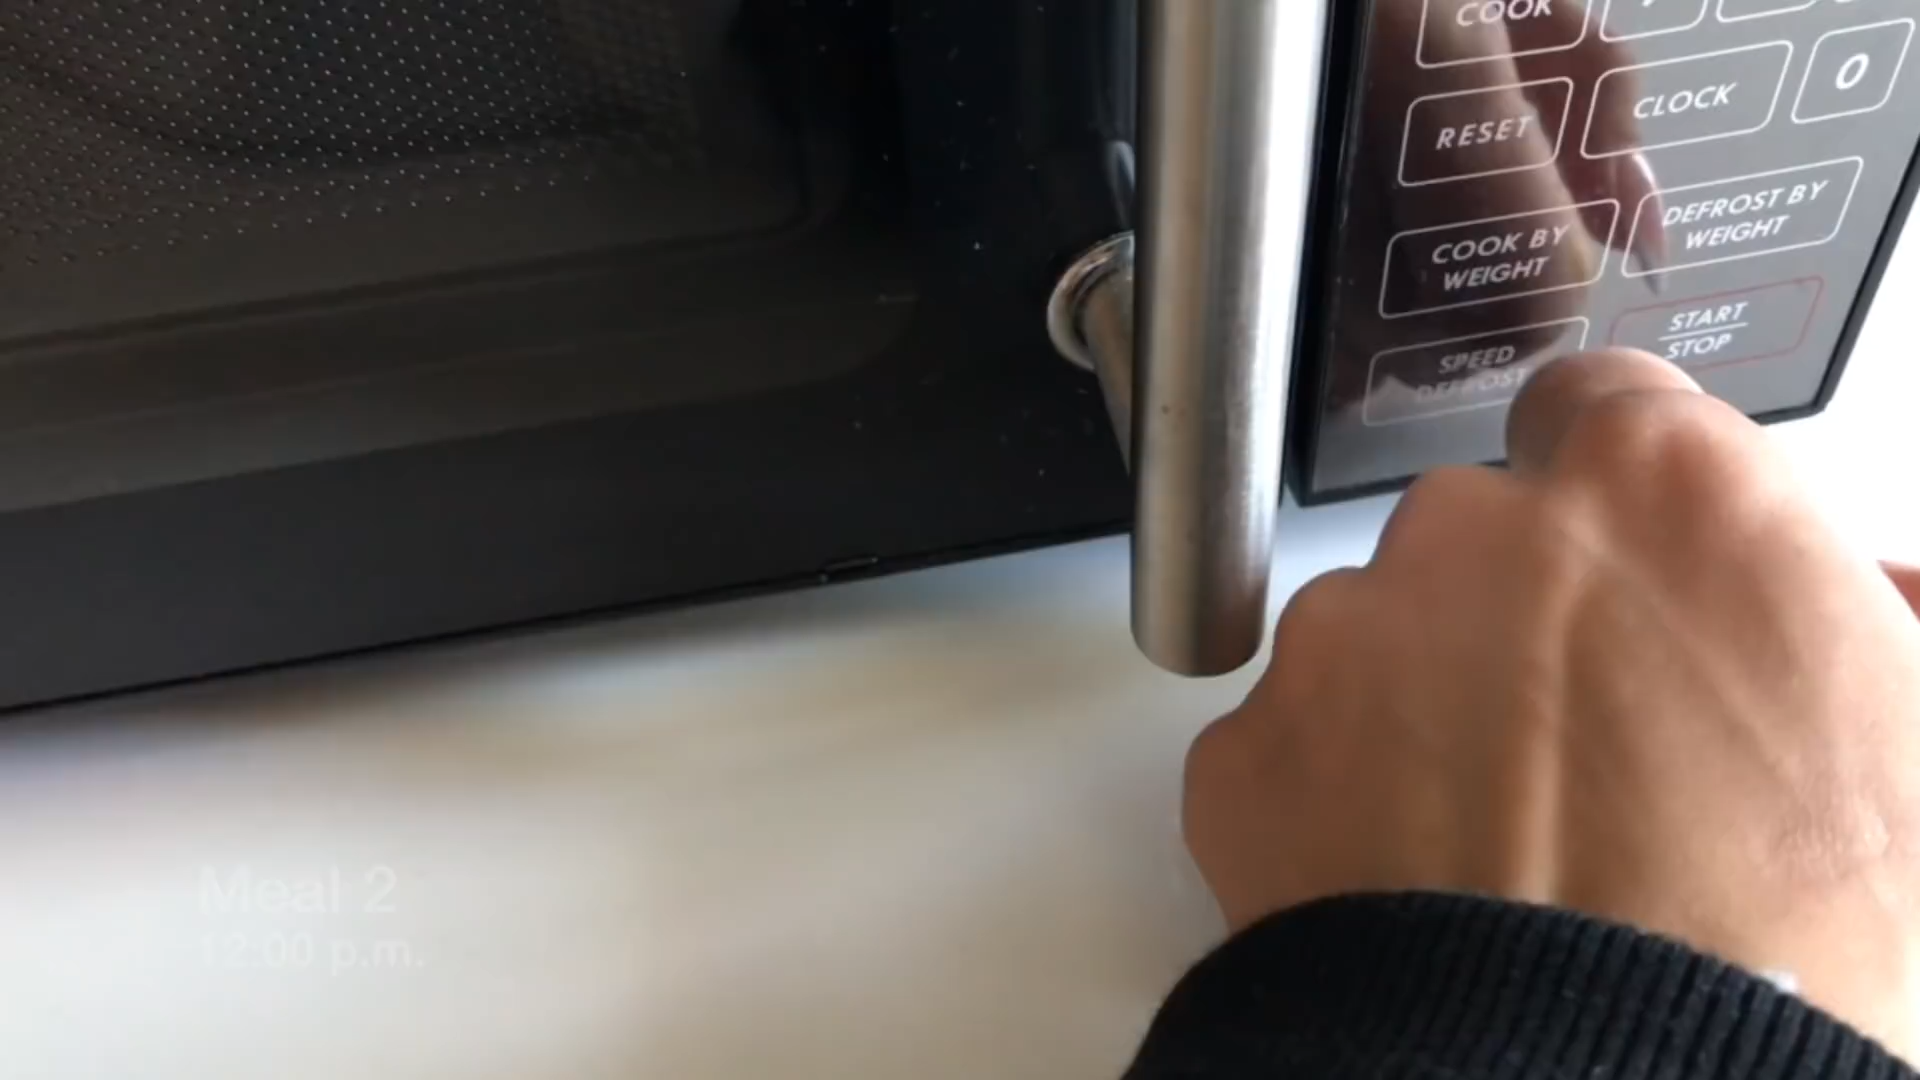 COOK
CLOCK
0
RESET
DEFROST BY
WEIGHT
COOK BY
WEIGHT
START
STOP
SPEED
DEFROST
Meal 2
12:00 p.m.